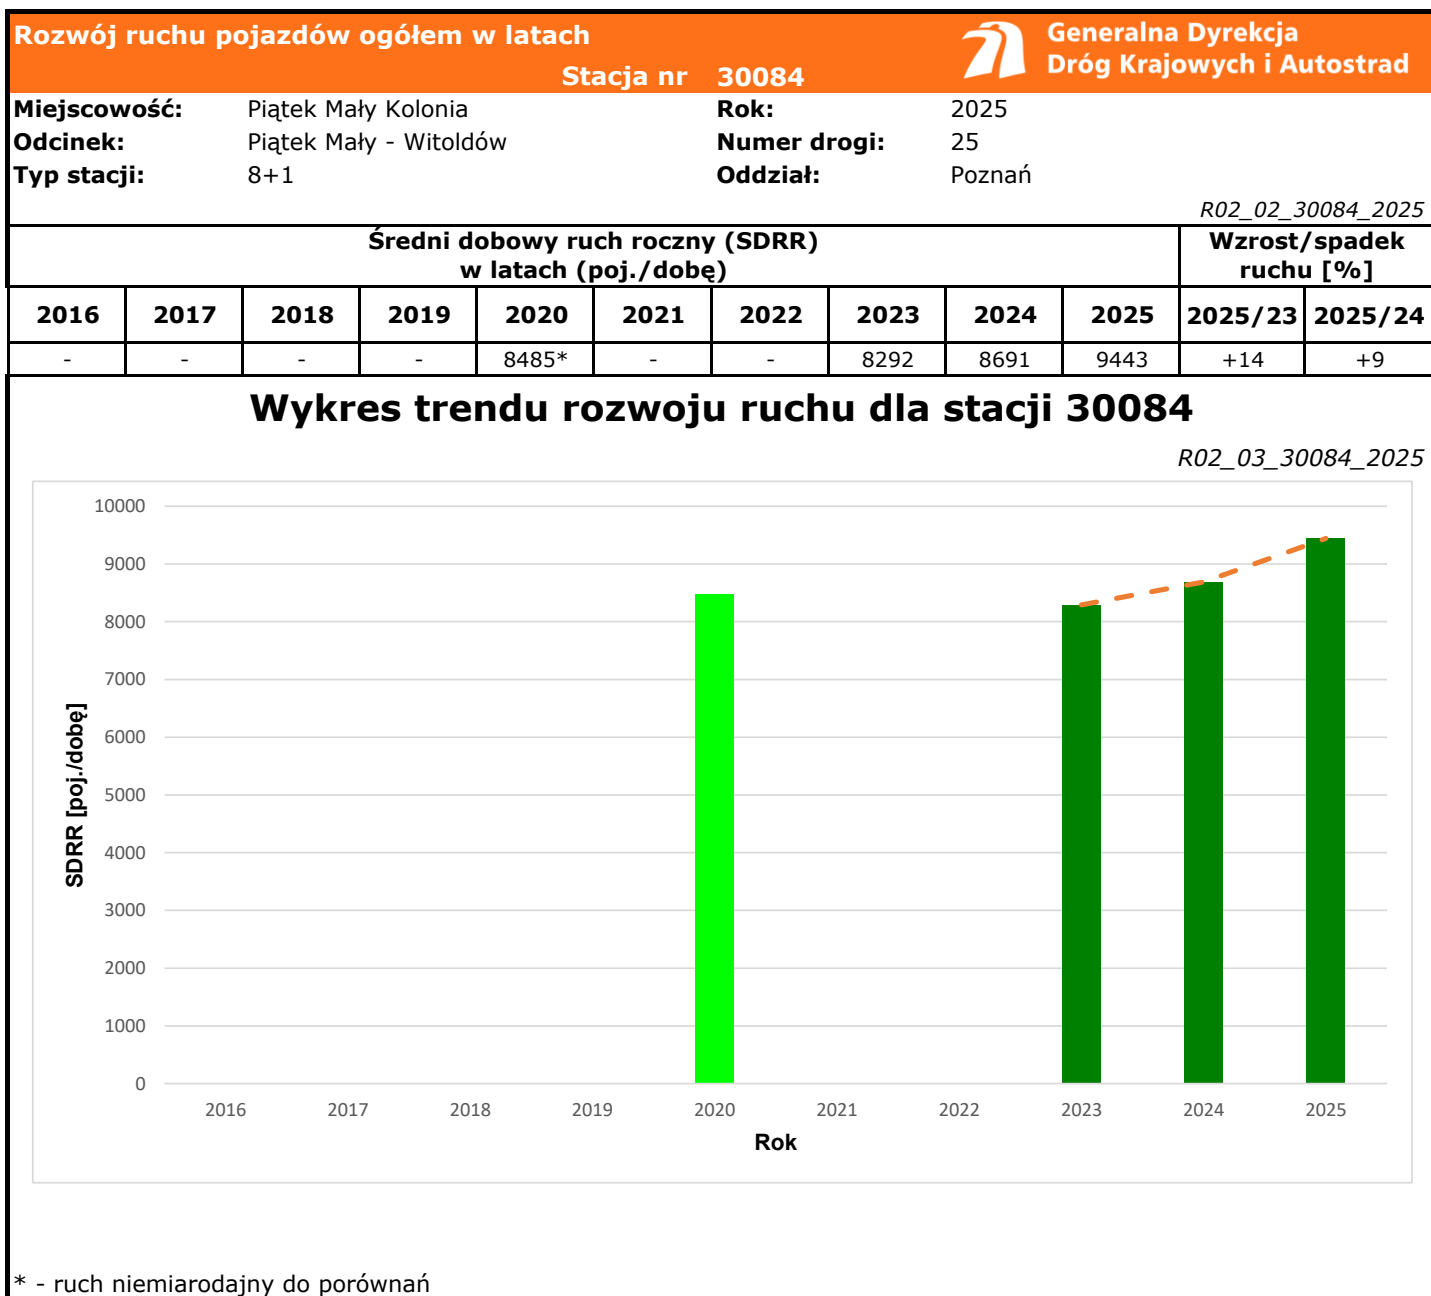 Rozwój ruchu pojazdów ogółem w latach
Generalna Dyrekcja
Dróg Krajowych i Autostrad
Stacja nr 30084
Miejscowość: Piątek Mały Kolonia Rok: 2025
Odcinek: Piątek Mały - Witoldów Numer drogi: 25
Typ stacji: 8+1 Oddział: Poznań
R02_02_30084_2025
Średni dobowy ruch roczny (SDRR)
w latach (poj./dobę)
Wzrost/spadek
ruchu [%]
2016 2017 2018 2019 2020 2021 2022 2023 2024 2025 2025/23 2025/24
- - - - 8485* - - 8292 8691 9443 +14 +9
Wykres trendu rozwoju ruchu dla stacji 30084
R02_03_30084_2025
10000
9000
8000
7000
6000
5000
4000
3000
2000
1000
0
SDRR [poj./dobę]
2016 2017 2018 2019 2020 2021 2022 2023 2024 2025
Rok
* - ruch niemiarodajny do porównań